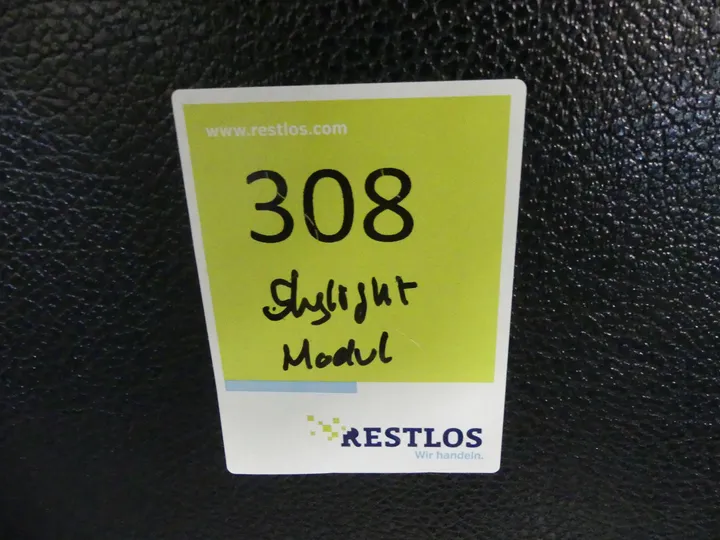 www.restlos.com
308
Skylight
Modul
RESTLOS
Wir handeln.